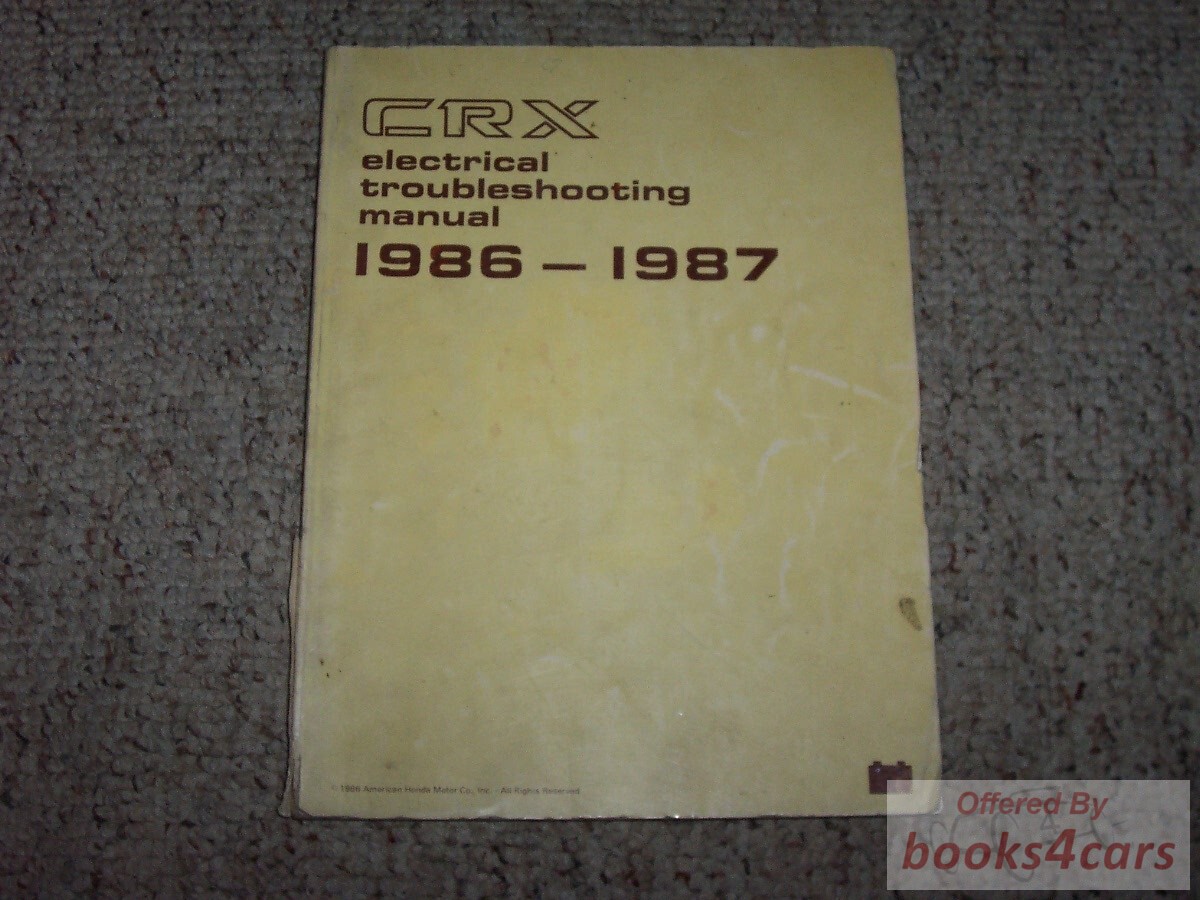 CRX
electrical
troubleshooting
manual
1986 – 1987
© 1986 American Honda Motor Co., Inc. - All Rights Reserved
Offered By
books4cars